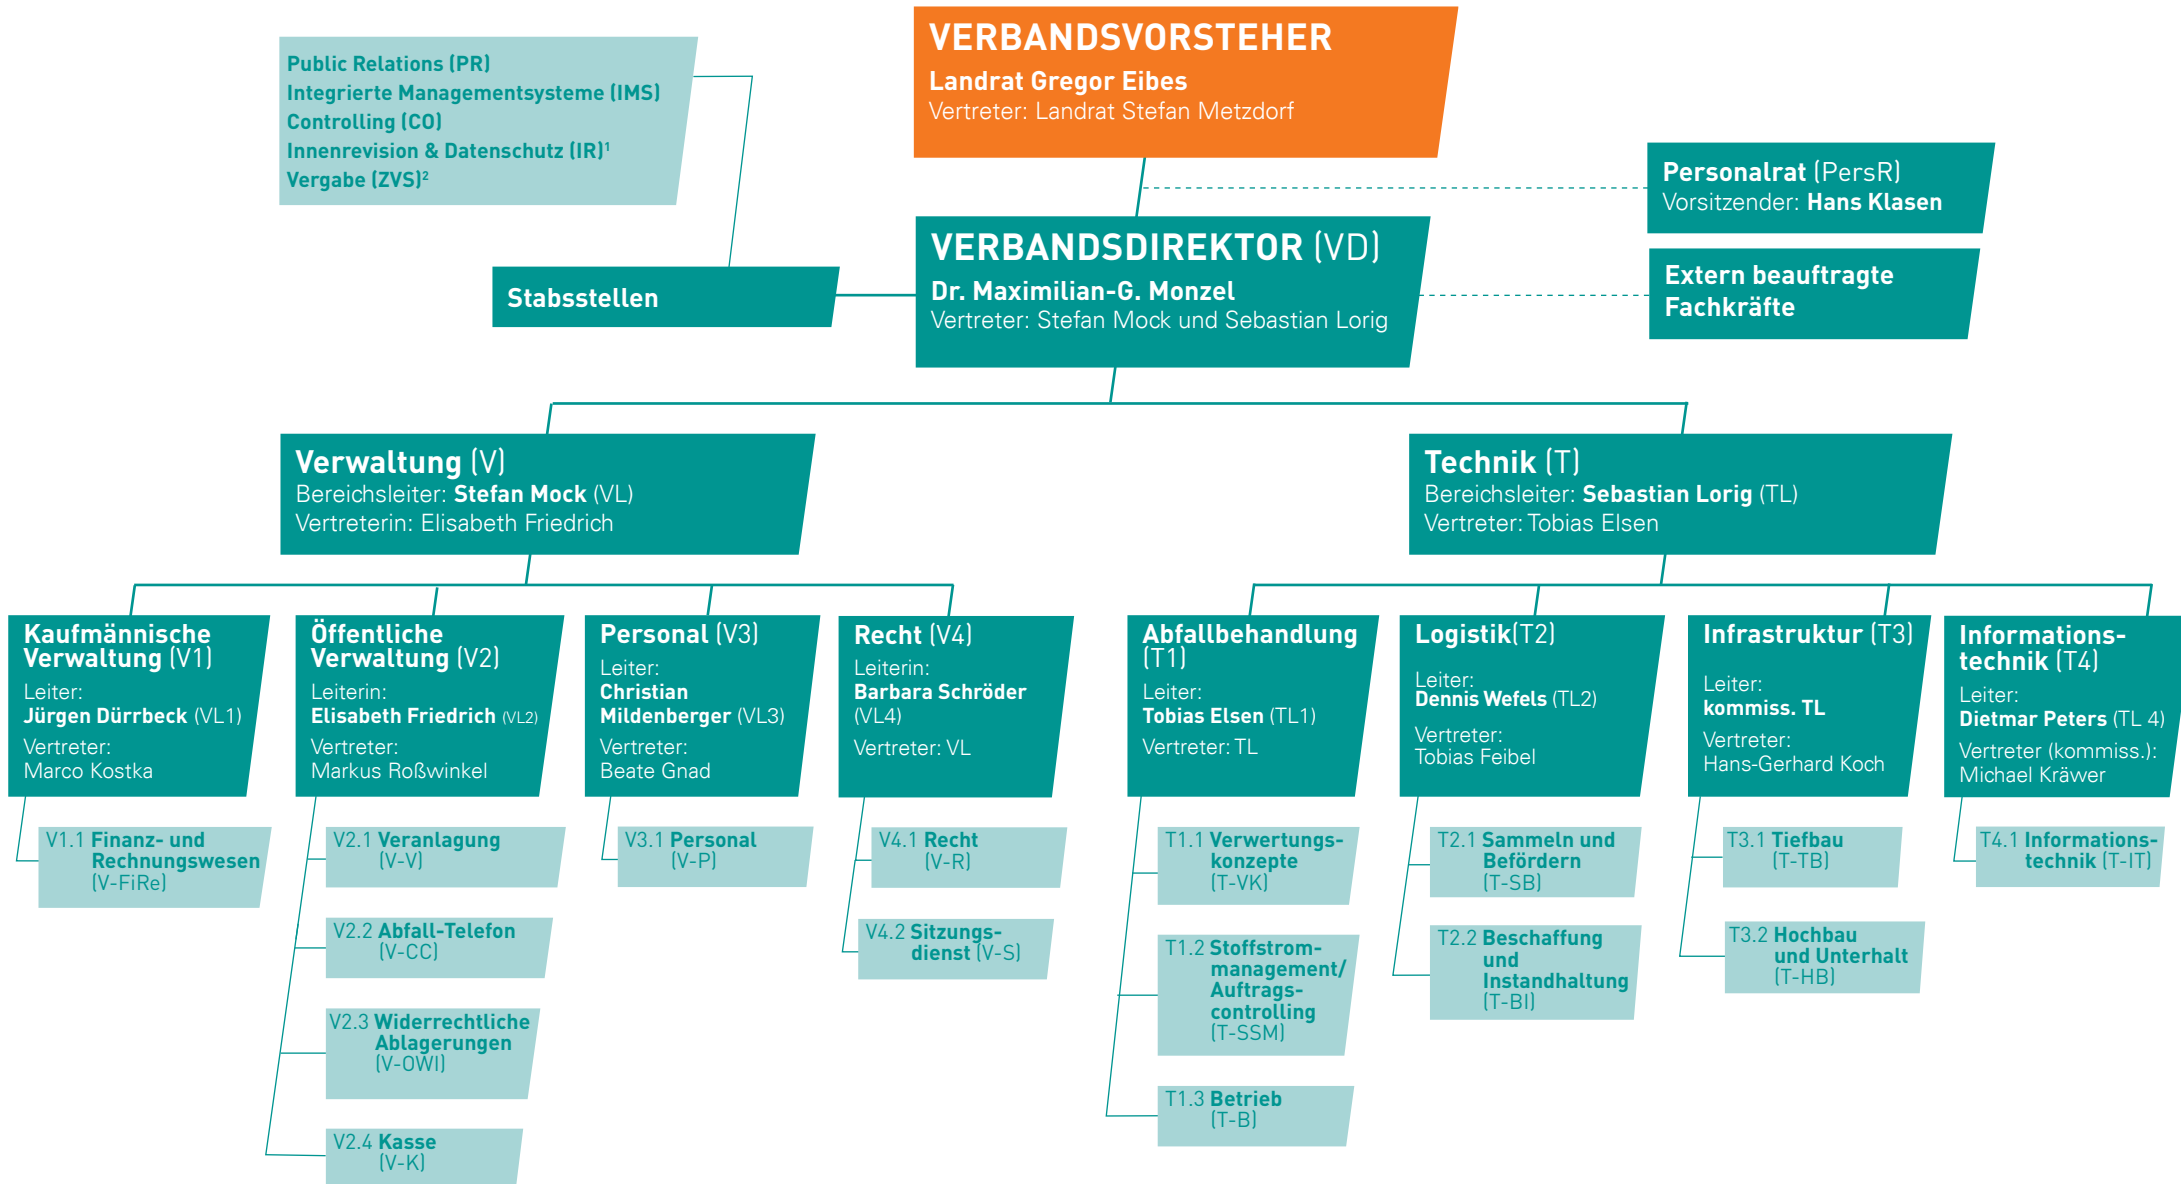 Public Relations (PR)
Integrierte Managementsysteme (IMS)
Controlling (CO)
Innenrevision & Datenschutz (IR)¹
Vergabe (ZVS)²
VERBANDSVORSTEHER
Landrat Gregor Eibes
Vertreter: Landrat Stefan Metzdorf
Personalrat (PersR)
Vorsitzender: Hans Klasen
Stabsstellen
VERBANDSDIREKTOR (VD)
Dr. Maximilian-G. Monzel
Vertreter: Stefan Mock und Sebastian Lorig
Extern beauftragte
Fachkräfte
Verwaltung (V)
Bereichsleiter: Stefan Mock (VL)
Vertreterin: Elisabeth Friedrich
Technik (T)
Bereichsleiter: Sebastian Lorig (TL)
Vertreter: Tobias Elsen
Kaufmännische
Verwaltung (V1)
Leiter:
Jürgen Dürrbeck (VL1)
Vertreter:
Marco Kostka
V1.1 Finanz- und
Rechnungswesen
(V-FiRe)
Öffentliche
Verwaltung (V2)
Leiterin:
Elisabeth Friedrich (VL2)
Vertreter:
Markus Roßwinkel
V2.1 Veranlagung
(V-V)
V2.2 Abfall-Telefon
(V-CC)
V2.3 Widerrechtliche
Ablagerungen
(V-OWI)
V2.4 Kasse
(V-K)
Personal (V3)
Leiter:
Christian
Mildenberger (VL3)
Vertreter:
Beate Gnad
V3.1 Personal
(V-P)
Recht (V4)
Leiterin:
Barbara Schröder
(VL4)
Vertreter: VL
V4.1 Recht
(V-R)
V4.2 Sitzungs-
dienst (V-S)
Abfallbehandlung
(T1)
Leiter:
Tobias Elsen (TL1)
Vertreter: TL
T1.1 Verwertungs-
konzepte
(T-VK)
T1.2 Stoffstrom-
management/
Auftrags-
controlling
(T-SSM)
T1.3 Betrieb
(T-B)
Logistik(T2)
Leiter:
Dennis Wefels (TL2)
Vertreter:
Tobias Feibel
T2.1 Sammeln und
Befördern
(T-SB)
T2.2 Beschaffung
und
Instandhaltung
(T-BI)
Infrastruktur (T3)
Leiter:
kommiss. TL
Vertreter:
Hans-Gerhard Koch
T3.1 Tiefbau
(T-TB)
T3.2 Hochbau
und Unterhalt
(T-HB)
Informations-
technik (T4)
Leiter:
Dietmar Peters (TL 4)
Vertreter (kommiss.):
Michael Kräwer
T4.1 Informations-
technik (T-IT)